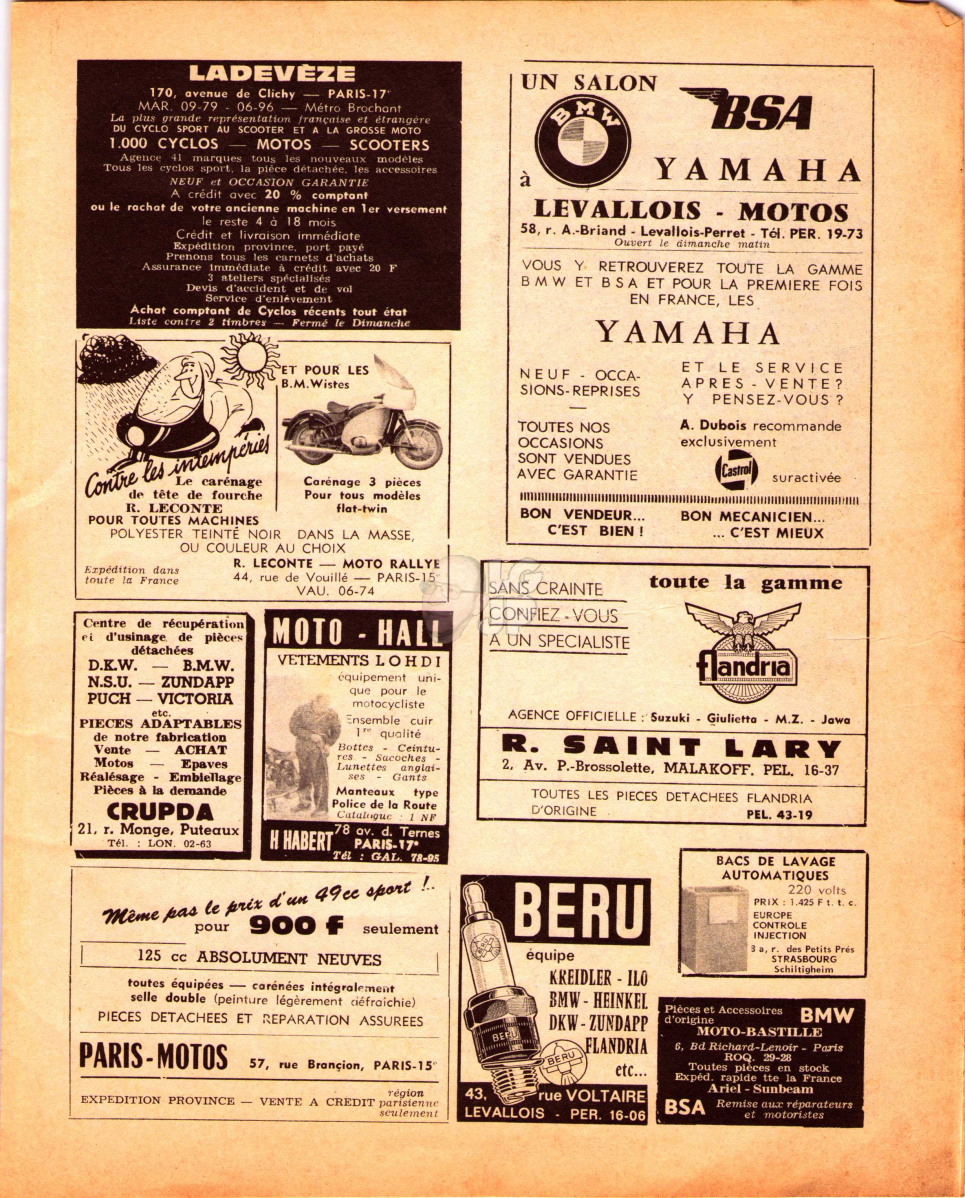 LADEVÈZE
170, avenue de Clichy — PARIS-17e
MAR. 09-79 - 06-96 — Métro Brochant
La plus grande représentation française et étrangère
DU CYCLO SPORT AU SCOOTER ET A LA GROSSE MOTO
1.000 CYCLOS — MOTOS — SCOOTERS
Agence 41 marques tous les nouveaux modèles
Tous les cyclos sport, la pièce détachée, les accessoires
NEUF et OCCASION GARANTIE
A crédit avec 20 % comptant
ou le rachat de votre ancienne machine en 1er versement
le reste 4 à 18 mois
Crédit et livraison immédiate
Expédition province, port payé
Prenons tous les carnets d'achats
Assurance immédiate à crédit avec 20 F
3 ateliers spécialisés
Devis d'accident et de vol
Service d'enlèvement
Achat comptant de Cyclos récents tout état
Liste contre 2 timbres — Fermé le Dimanche
UN SALON
BMW
BSA
à
YAMAHA
LEVALLOIS - MOTOS
58, r. A.-Briand - Levallois-Perret - Tél. PER. 19-73
Ouvert le dimanche matin
VOUS Y RETROUVEREZ TOUTE LA GAMME
BMW ET BSA ET POUR LA PREMIERE FOIS
EN FRANCE, LES
YAMAHA
NEUF - OCCA-
SIONS-REPRISES
—
TOUTES NOS
OCCASIONS
SONT VENDUES
AVEC GARANTIE
ET LE SERVICE
APRES - VENTE?
Y PENSEZ-VOUS?
A. Dubois recommande
exclusivement
Castrol
suractivée
BON VENDEUR...
C'EST BIEN !
BON MECANICIEN...
... C'EST MIEUX
ET POUR LES
B.M.Wistes
Contre les intempéries
Le carénage
de tête de fourche
R. LECONTE
POUR TOUTES MACHINES
Carénage 3 pièces
Pour tous modèles
flat-twin
POLYESTER TEINTÉ NOIR DANS LA MASSE,
OU COULEUR AU CHOIX
Expédition dans
toute la France
R. LECONTE — MOTO RALLYE
44, rue de Vouillé — PARIS-15e
VAU. 06-74
SANS CRAINTE
CONFIEZ-VOUS
A UN SPECIALISTE
toute la gamme
flandria
AGENCE OFFICIELLE : Suzuki - Giulietta - M.Z. - Jawa
R. SAINT LARY
2, Av. P.-Brossolette, MALAKOFF. PEL. 16-37
TOUTES LES PIECES DETACHEES FLANDRIA
D'ORIGINE PEL. 43-19
Centre de récupération
et d'usinage de pièces
détachées
D.K.W. — B.M.W.
N.S.U. — ZUNDAPP
PUCH — VICTORIA
etc.
PIECES ADAPTABLES
de notre fabrication
Vente — ACHAT
Motos — Epaves
Réalésage - Embiellage
Pièces à la demande
CRUPDA
21, r. Monge, Puteaux
Tél. : LON. 02-63
MOTO - HALL
VETEMENTS LOHDI
équipement uni-
que pour le
motocycliste
Ensemble cuir
1re qualité
Bottes - Ceintu-
res - Sacoches -
Lunettes anglai-
ses - Gants
Manteaux type
Police de la Route
Catalogue : 1 NF
H HABERT
78 av. d. Ternes
PARIS-17e
Tél : GAL. 78-95
Même pas le prix d'un 49cc sport !..
pour 900 f seulement
125 cc ABSOLUMENT NEUVES
toutes équipées — carénées intégralement
selle double (peinture légèrement défraichie)
PIECES DETACHEES ET REPARATION ASSUREES
PARIS-MOTOS 57, rue Brançion, PARIS-15e
EXPEDITION PROVINCE — VENTE A CREDIT région
parisienne
seulement
BERU
équipe
KREIDLER - ILO
BMW - HEINKEL
DKW - ZUNDAPP
FLANDRIA
etc...
BERU
BERU
43, rue VOLTAIRE
LEVALLOIS - PER. 16-06
BACS DE LAVAGE
AUTOMATIQUES
220 volts
PRIX : 1.425 F t. t. c.
EUROPE
CONTROLE
INJECTION
3 a, r. des Petits Prés
STRASBOURG
Schiltigheim
Pièces et Accessoires
d'origine BMW
MOTO-BASTILLE
6, Bd Richard-Lenoir - Paris
ROQ. 29-28
Toutes pièces en stock
Expéd. rapide tte la France
Ariel - Sunbeam
BSA Remise aux réparateurs
et motoristes